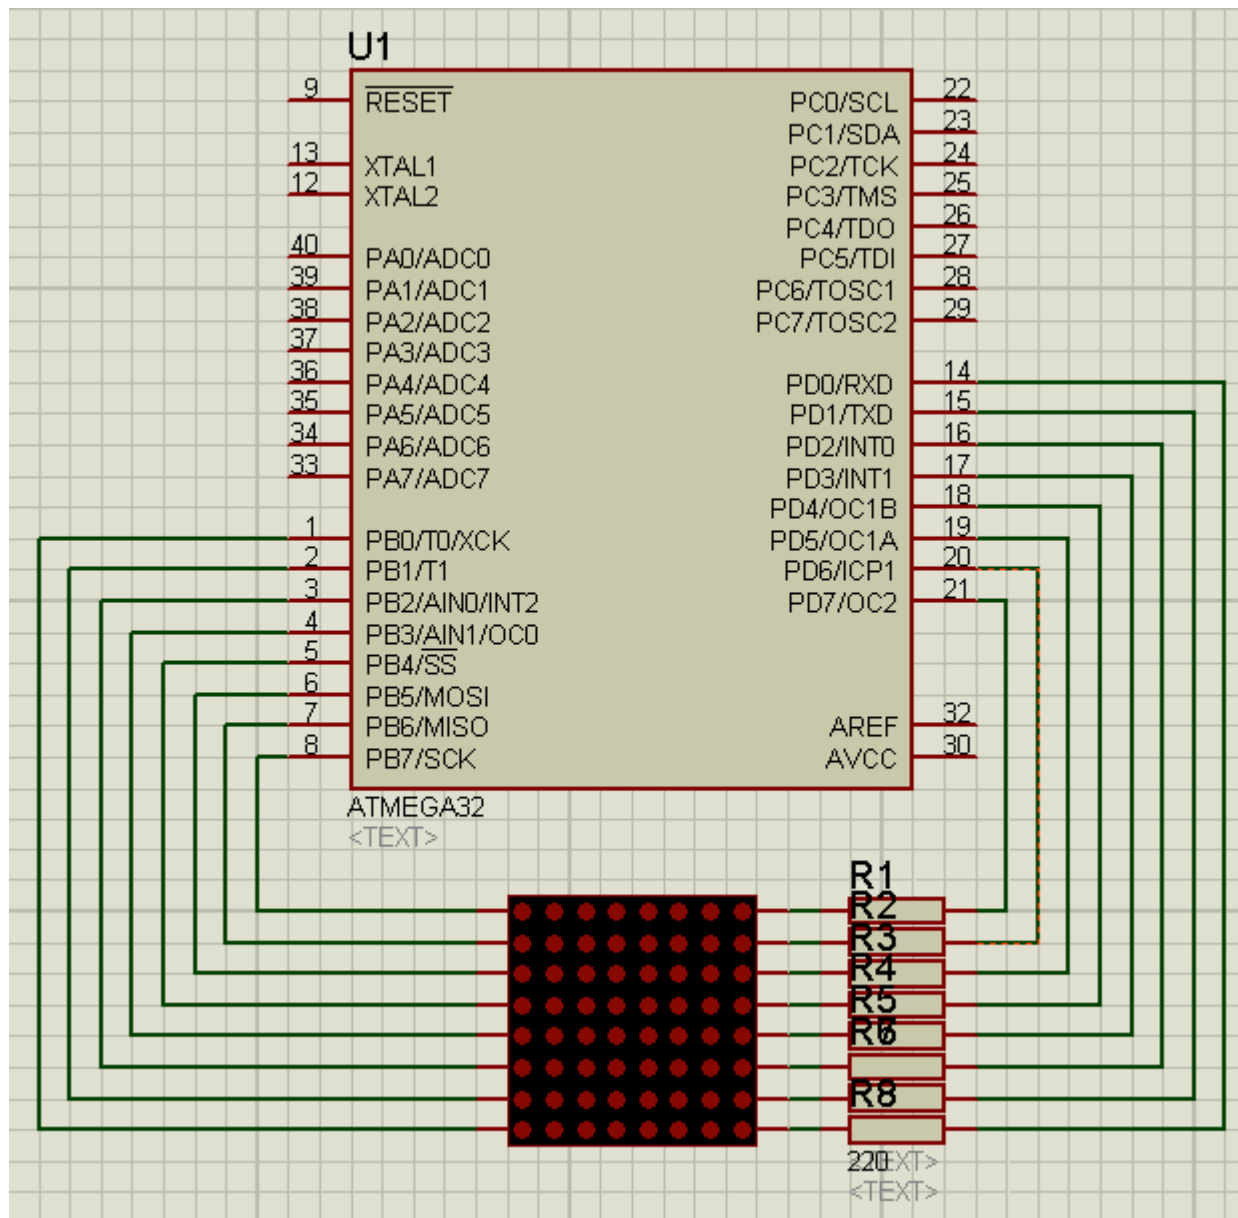 U1
9 RESET
13 XTAL1
12 XTAL2
40 PA0/ADC0
39 PA1/ADC1
38 PA2/ADC2
37 PA3/ADC3
36 PA4/ADC4
35 PA5/ADC5
34 PA6/ADC6
33 PA7/ADC7
1 PB0/T0/XCK
2 PB1/T1
3 PB2/AIN0/INT2
4 PB3/AIN1/OC0
5 PB4/SS
6 PB5/MOSI
7 PB6/MISO
8 PB7/SCK
PC0/SCL 22
PC1/SDA 23
PC2/TCK 24
PC3/TMS 25
PC4/TDO 26
PC5/TDI 27
PC6/TOSC1 28
PC7/TOSC2 29
PD0/RXD 14
PD1/TXD 15
PD2/INT0 16
PD3/INT1 17
PD4/OC1B 18
PD5/OC1A 19
PD6/ICP1 20
PD7/OC2 21
AREF 32
AVCC 30
ATMEGA32
<TEXT>
R1
R2
R3
R4
R5
R8
220
<TEXT>